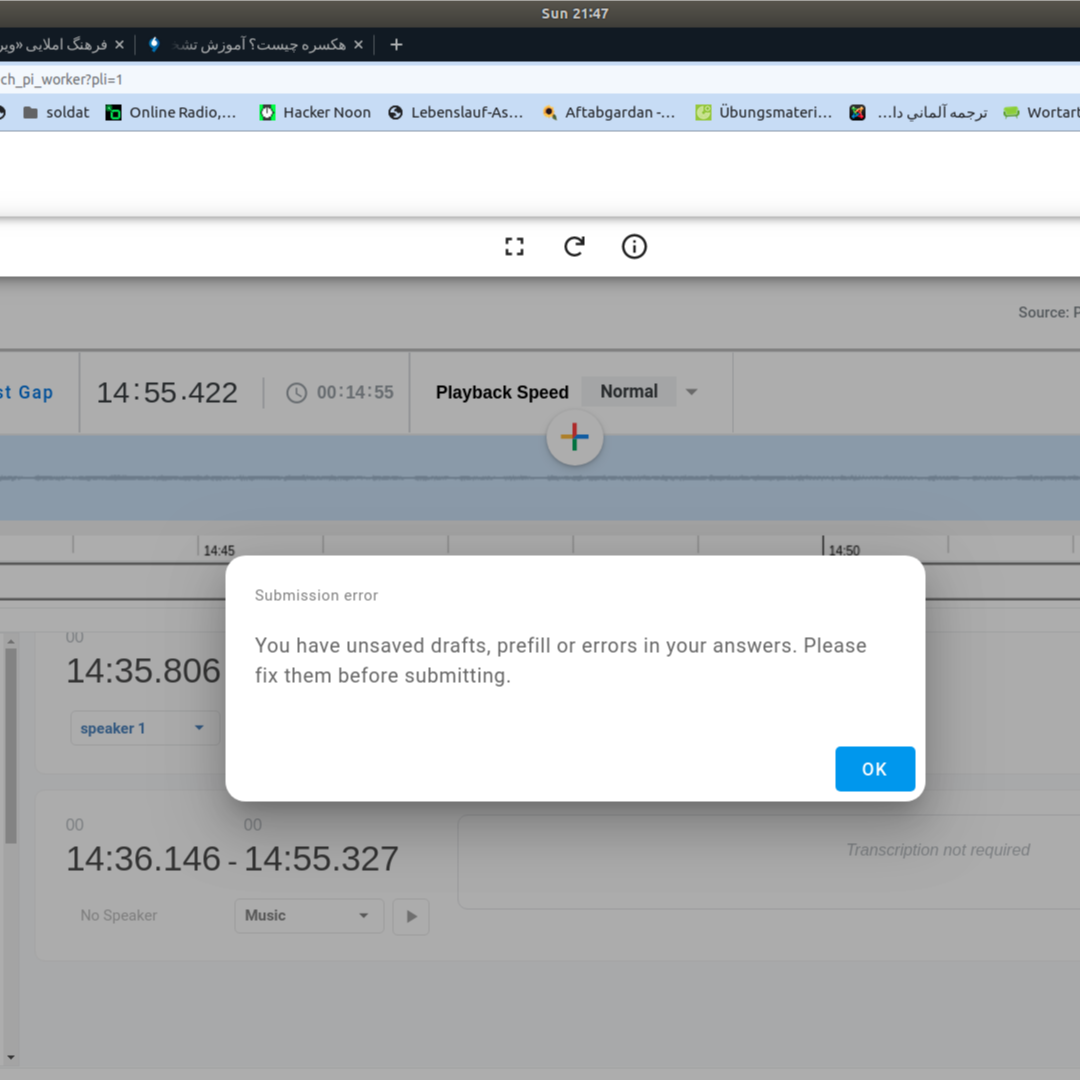 Sun 21:47
فرهنگ املایی «ویر
هکسره چیست؟ آموزش تشخ
ch_pi_worker?pli=1
soldat
Online Radio,...
Hacker Noon
Lebenslauf-As...
Aftabgardan -...
Übungsmateri...
ترجمه آلماني دا...
Wortart
Source: P
st Gap
14:55.422
00:14:55
Playback Speed
Normal
14:45
14:50
Submission error
You have unsaved drafts, prefill or errors in your answers. Please
fix them before submitting.
OK
00
14:35.806
speaker 1
00
00
14:36.146 - 14:55.327
Transcription not required
No Speaker
Music